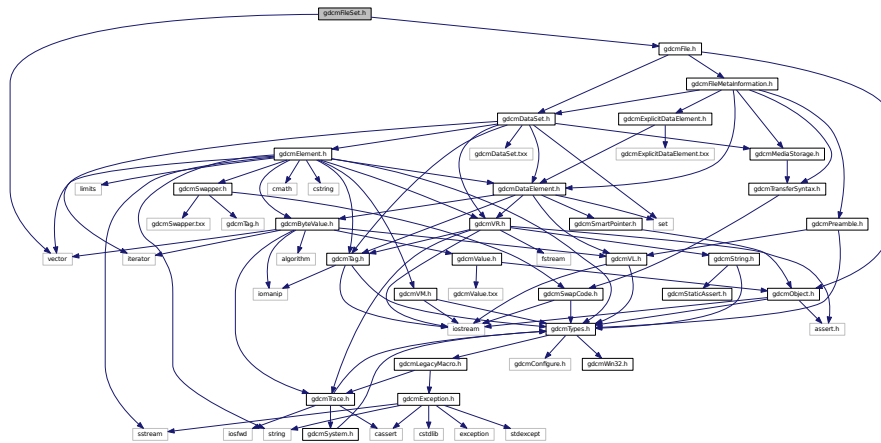 gdcmFileSet.h
gdcmFile.h
gdcmFileMetaInformation.h
gdcmDataSet.h
gdcmExplicitDataElement.h
gdcmElement.h
gdcmDataSet.txx
gdcmExplicitDataElement.txx
gdcmMediaStorage.h
limits
gdcmSwapper.h
cmath
cstring
gdcmDataElement.h
gdcmTransferSyntax.h
gdcmSwapper.txx
gdcmTag.h
gdcmByteValue.h
gdcmVR.h
gdcmSmartPointer.h
set
gdcmPreamble.h
vector
iterator
algorithm
gdcmTag.h
gdcmValue.h
fstream
gdcmVL.h
gdcmString.h
iomanip
gdcmVM.h
gdcmValue.txx
gdcmSwapCode.h
gdcmStaticAssert.h
gdcmObject.h
iostream
gdcmTypes.h
assert.h
gdcmLegacyMacro.h
gdcmConfigure.h
gdcmWin32.h
gdcmTrace.h
gdcmException.h
sstream
iosfwd
string
gdcmSystem.h
cassert
cstdlib
exception
stdexcept